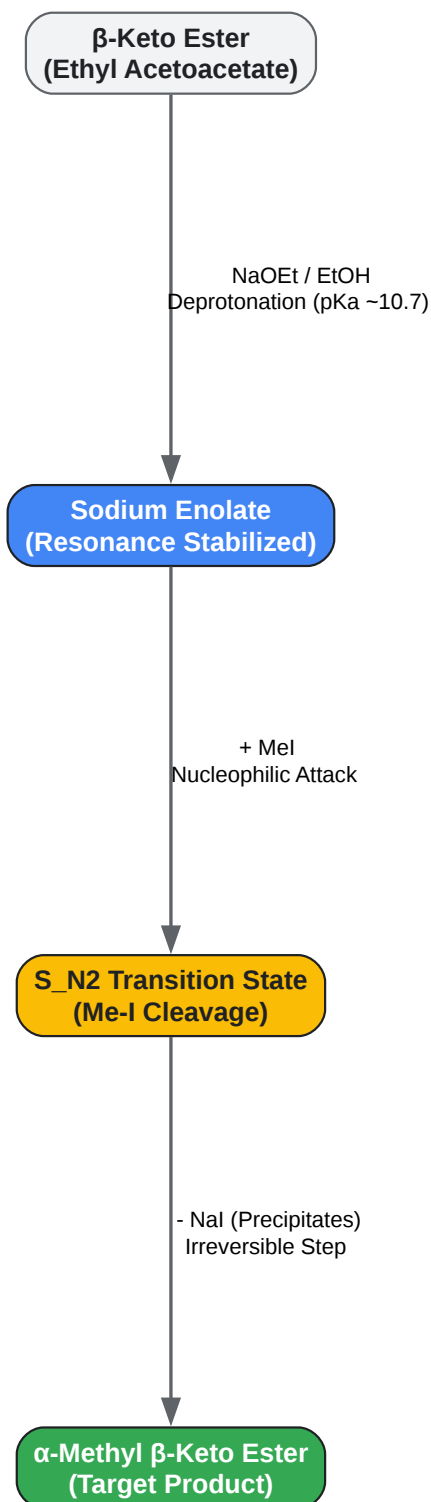 β-Keto Ester
(Ethyl Acetoacetate)
NaOEt / EtOH
Deprotonation (pKa ~10.7)
Sodium Enolate
(Resonance Stabilized)
+ MeI
Nucleophilic Attack
S_N2 Transition State
(Me-I Cleavage)
- NaI (Precipitates)
Irreversible Step
α-Methyl β-Keto Ester
(Target Product)